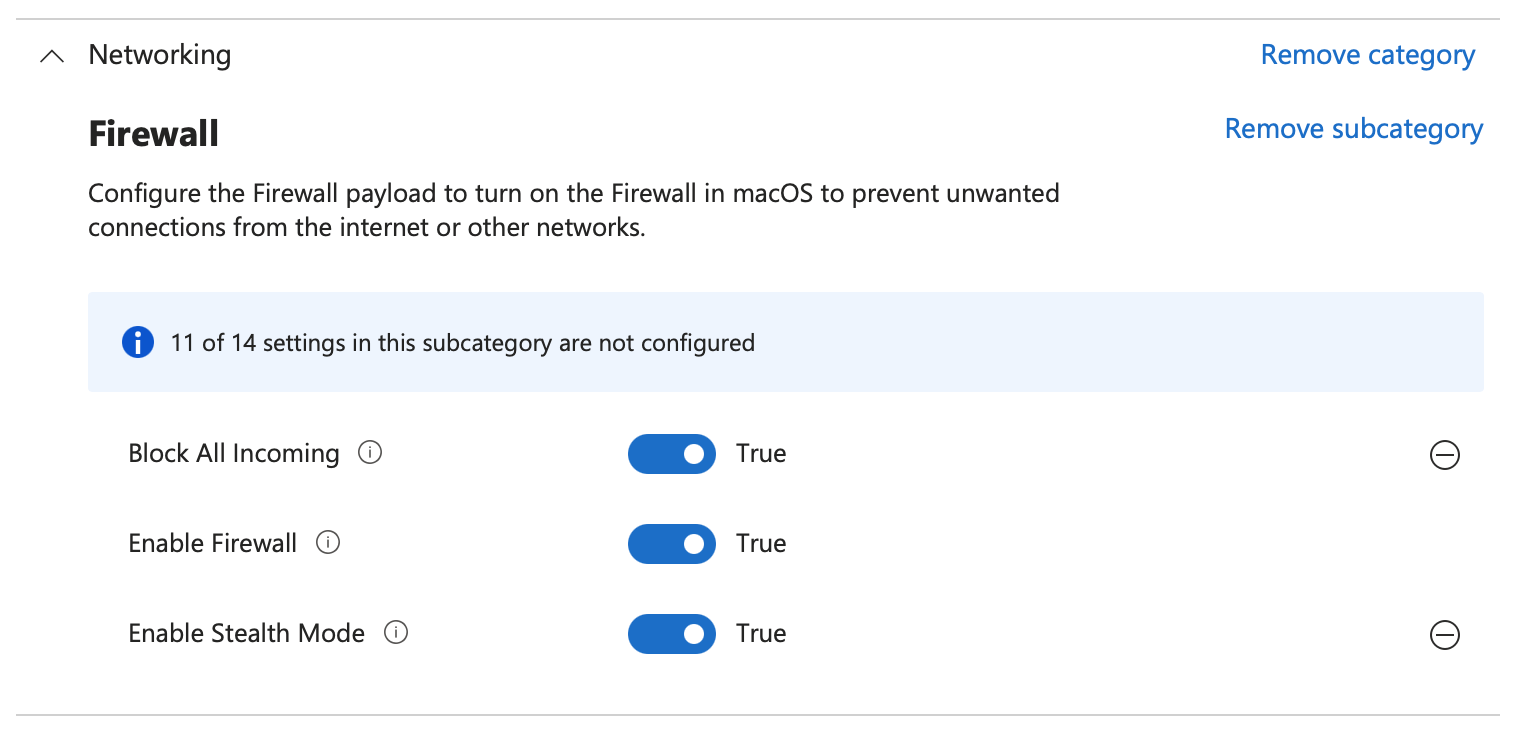 Networking
Remove category
Firewall
Remove subcategory
Configure the Firewall payload to turn on the Firewall in macOS to prevent unwanted
connections from the internet or other networks.
11 of 14 settings in this subcategory are not configured
Block All Incoming
True
Enable Firewall
True
Enable Stealth Mode
True